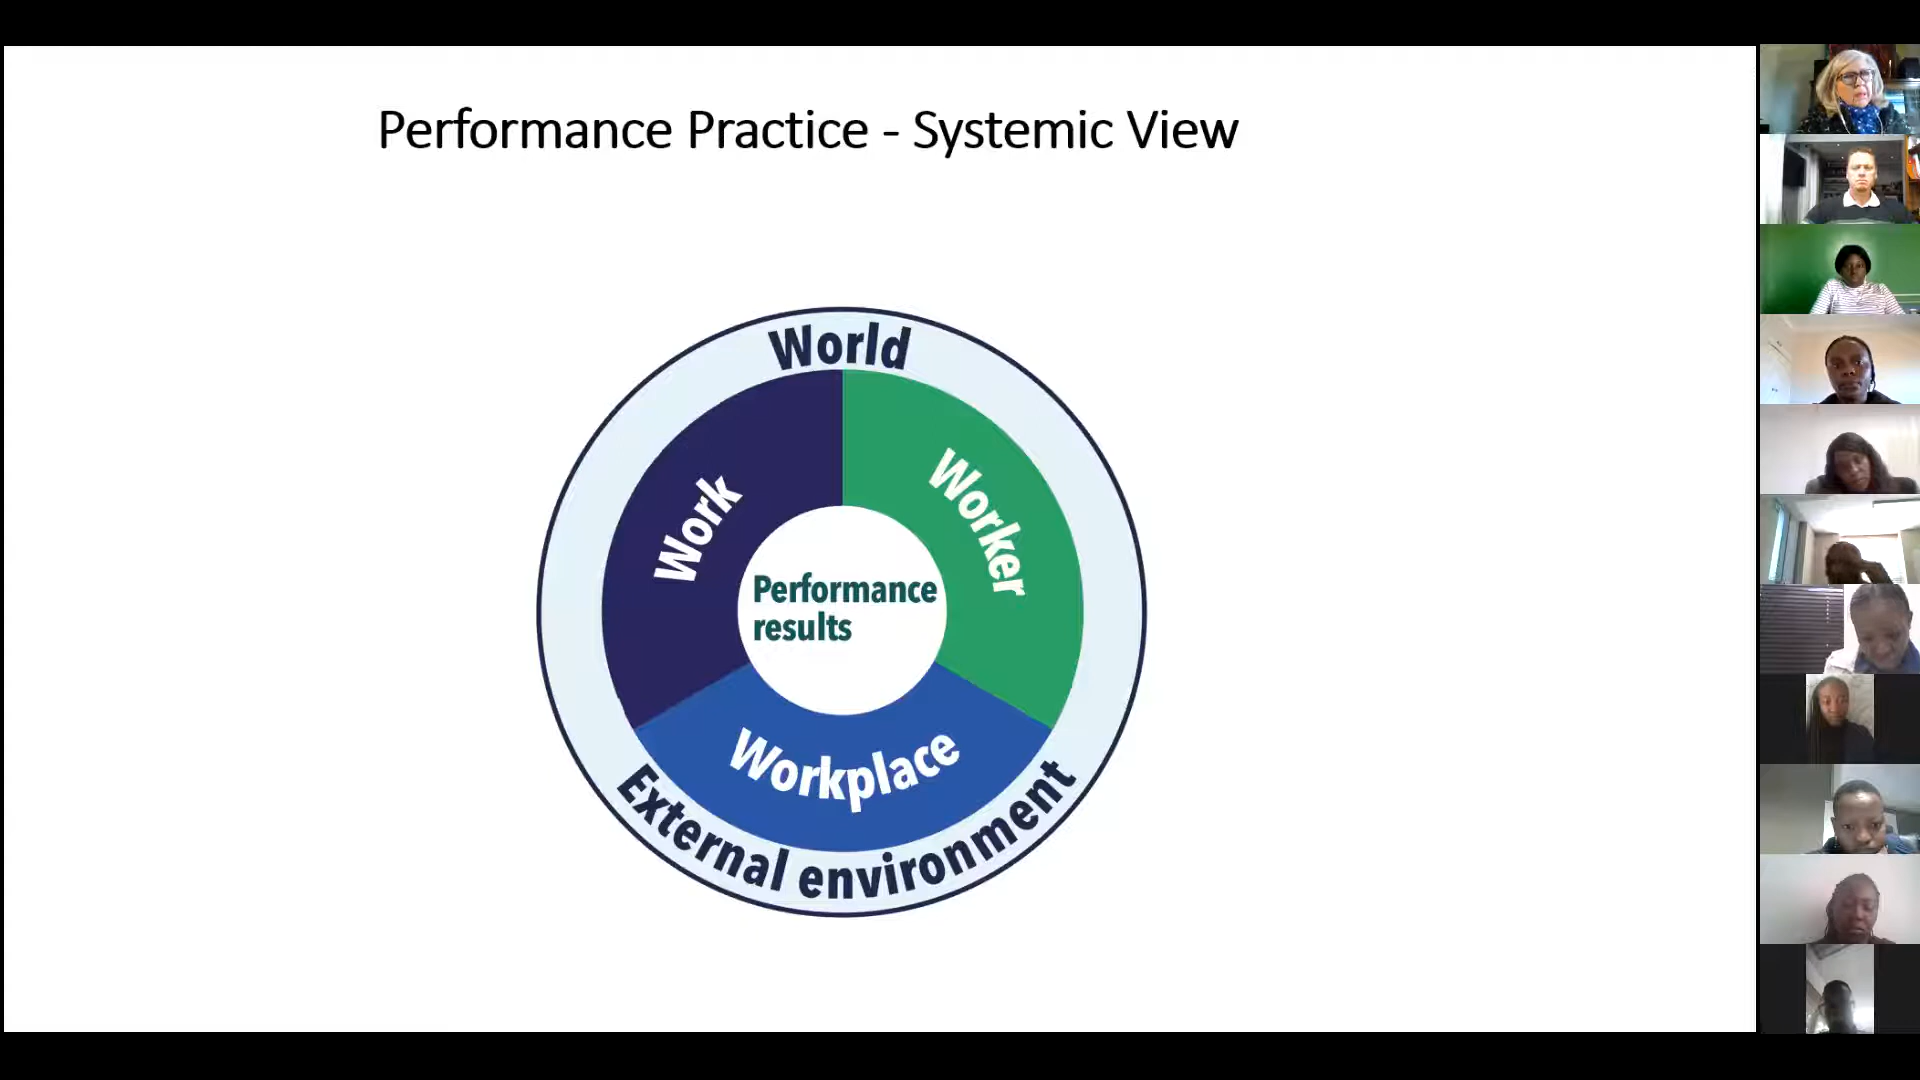 Performance Practice - Systemic View
World
Work
Worker
Performance
results
Workplace
External environment